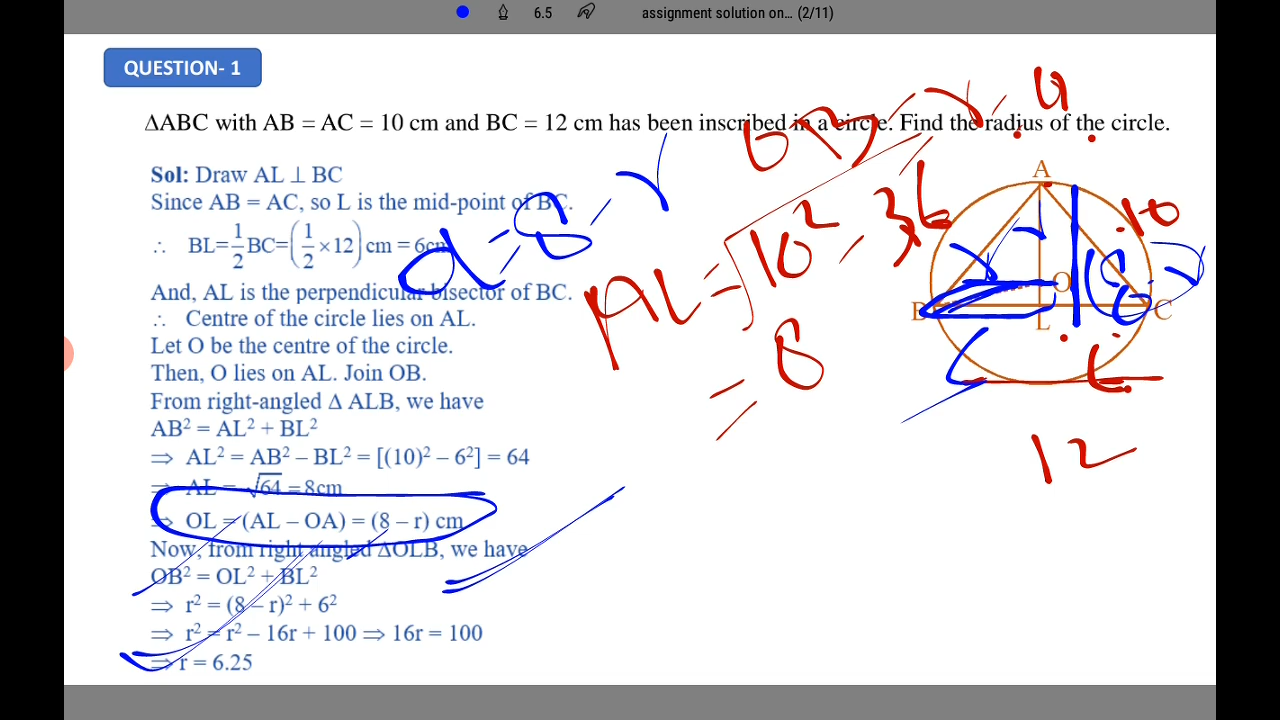 6.5 assignment solution on... (2/11)
QUESTION- 1
ΔABC with AB = AC = 10 cm and BC = 12 cm has been inscribed in a circle. Find the radius of the circle.
Sol: Draw AL ⊥ BC
Since AB = AC, so L is the mid-point of BC.
∴ BL=1/2BC=(1/2×12)cm = 6cm
And, AL is the perpendicular bisector of BC.
∴ Centre of the circle lies on AL.
Let O be the centre of the circle.
Then, O lies on AL. Join OB.
From right-angled Δ ALB, we have
AB² = AL² + BL²
⇒ AL² = AB² – BL² = [(10)² – 6²] = 64
⇒ AL = √64 = 8cm
⇒ OL = (AL – OA) = (8 – r) cm
Now, from right angled ΔOLB, we have
OB² = OL² + BL²
⇒ r² = (8 – r)² + 6²
⇒ r² = r² – 16r + 100 ⇒ 16r = 100
⇒ r = 6.25
AL = √10² - 36
= 8
d = 8 - r
A
10
O
B
L
C
12